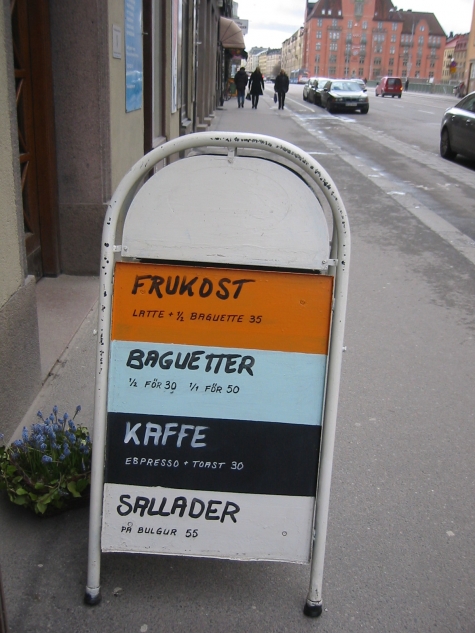 FRUKOST
LATTE + ½ BAGUETTE 35
BAGUETTER
½ FÖR 30 1/1 FÖR 50
KAFFE
ESPRESSO + TOAST 30
SALLADER
PÅ BULGUR 55